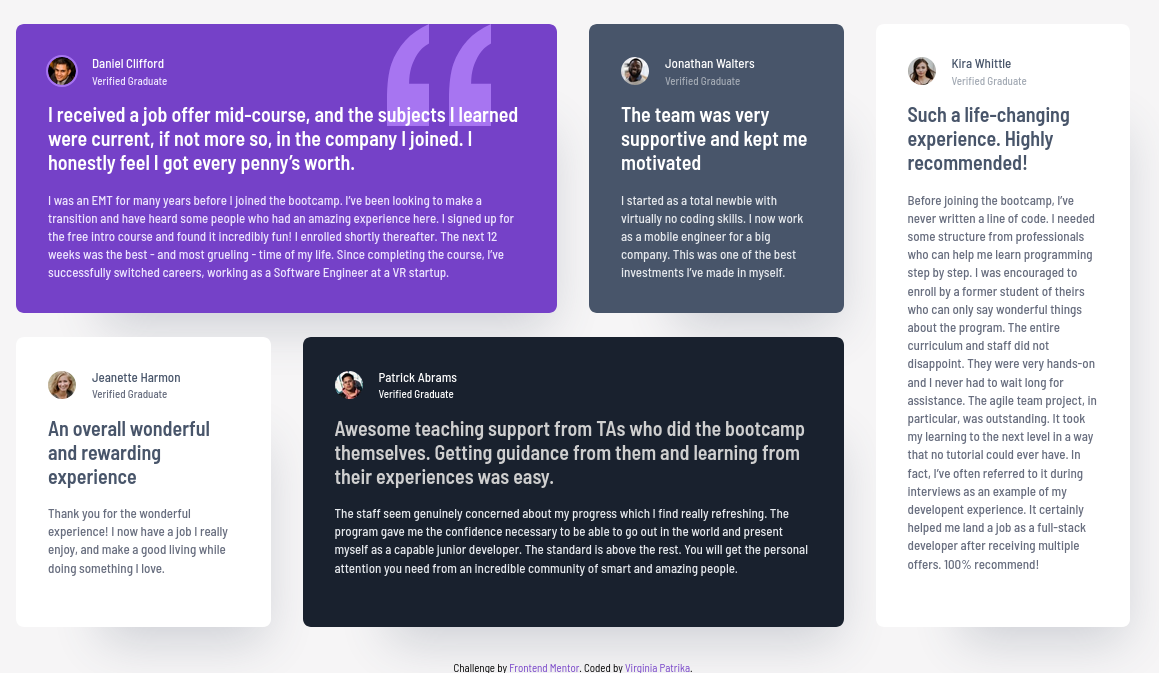 Daniel Clifford
Verified Graduate
I received a job offer mid-course, and the subjects I learned
were current, if not more so, in the company I joined. I
honestly feel I got every penny’s worth.
I was an EMT for many years before I joined the bootcamp. I’ve been looking to make a
transition and have heard some people who had an amazing experience here. I signed up for
the free intro course and found it incredibly fun! I enrolled shortly thereafter. The next 12
weeks was the best - and most grueling - time of my life. Since completing the course, I’ve
successfully switched careers, working as a Software Engineer at a VR startup.
Jonathan Walters
Verified Graduate
The team was very
supportive and kept me
motivated
I started as a total newbie with
virtually no coding skills. I now work
as a mobile engineer for a big
company. This was one of the best
investments I’ve made in myself.
Kira Whittle
Verified Graduate
Such a life-changing
experience. Highly
recommended!
Before joining the bootcamp, I’ve
never written a line of code. I needed
some structure from professionals
who can help me learn programming
step by step. I was encouraged to
enroll by a former student of theirs
who can only say wonderful things
about the program. The entire
curriculum and staff did not
disappoint. They were very hands-on
and I never had to wait long for
assistance. The agile team project, in
particular, was outstanding. It took
my learning to the next level in a way
that no tutorial could ever have. In
fact, I’ve often referred to it during
interviews as an example of my
developent experience. It certainly
helped me land a job as a full-stack
developer after receiving multiple
offers. 100% recommend!
Jeanette Harmon
Verified Graduate
An overall wonderful
and rewarding
experience
Thank you for the wonderful
experience! I now have a job I really
enjoy, and make a good living while
doing something I love.
Patrick Abrams
Verified Graduate
Awesome teaching support from TAs who did the bootcamp
themselves. Getting guidance from them and learning from
their experiences was easy.
The staff seem genuinely concerned about my progress which I find really refreshing. The
program gave me the confidence necessary to be able to go out in the world and present
myself as a capable junior developer. The standard is above the rest. You will get the personal
attention you need from an incredible community of smart and amazing people.
Challenge by Frontend Mentor. Coded by Virginia Patrika.